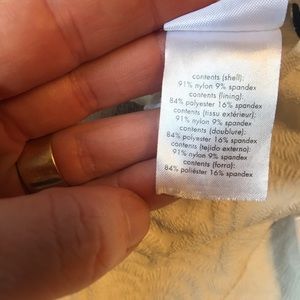 contents (shell):
91% nylon 9% spandex
contents (lining):
84% polyester 16% spandex
contents (tissu extérieur):
91% nylon 9% spandex
contents (doublure):
84% polyester 16% spandex
contents (tejido externo):
91% nylon 9% spandex
contents (forro):
84% poliéster 16% spandex